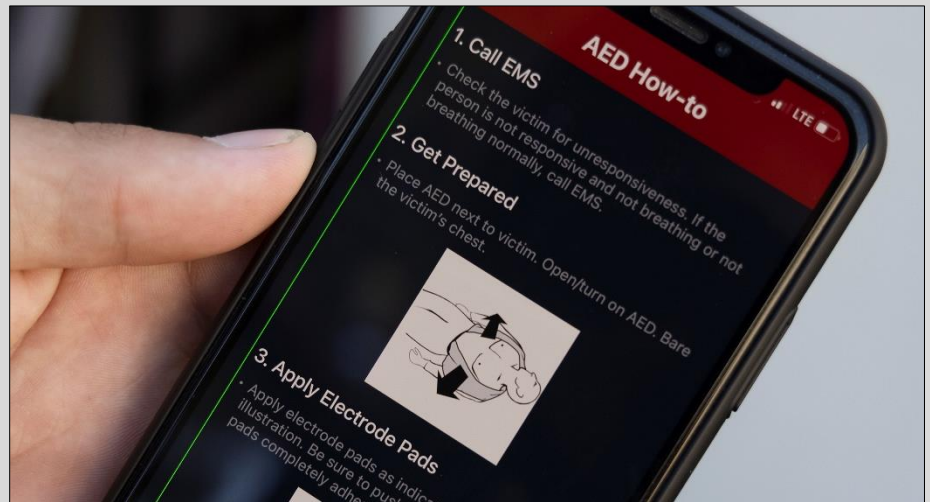 LTE
AED How-to
1. Call EMS
· Check the victim for unresponsiveness. If the
person is not responsive and not breathing or not
breathing normally, call EMS.
2. Get Prepared
· Place AED next to victim. Open/turn on AED. Bare
the victim's chest.
3. Apply Electrode Pads
· Apply electrode pads as
illustration. Be sure to
pads completely